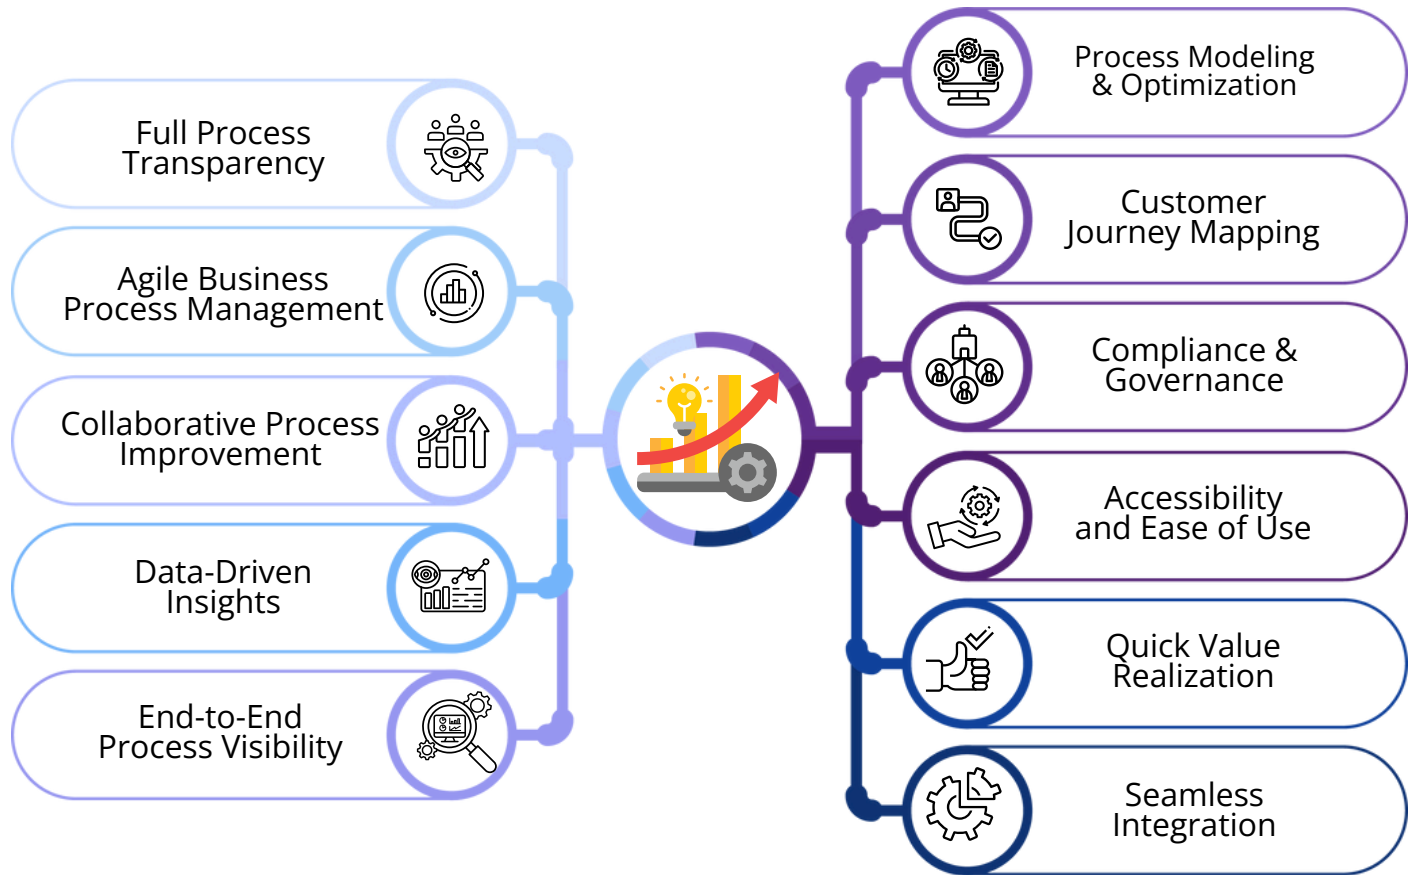 Full Process
Transparency
Agile Business
Process Management
Collaborative Process
Improvement
Data-Driven
Insights
End-to-End
Process Visibility
Process Modeling
& Optimization
Customer
Journey Mapping
Compliance &
Governance
Accessibility
and Ease of Use
Quick Value
Realization
Seamless
Integration